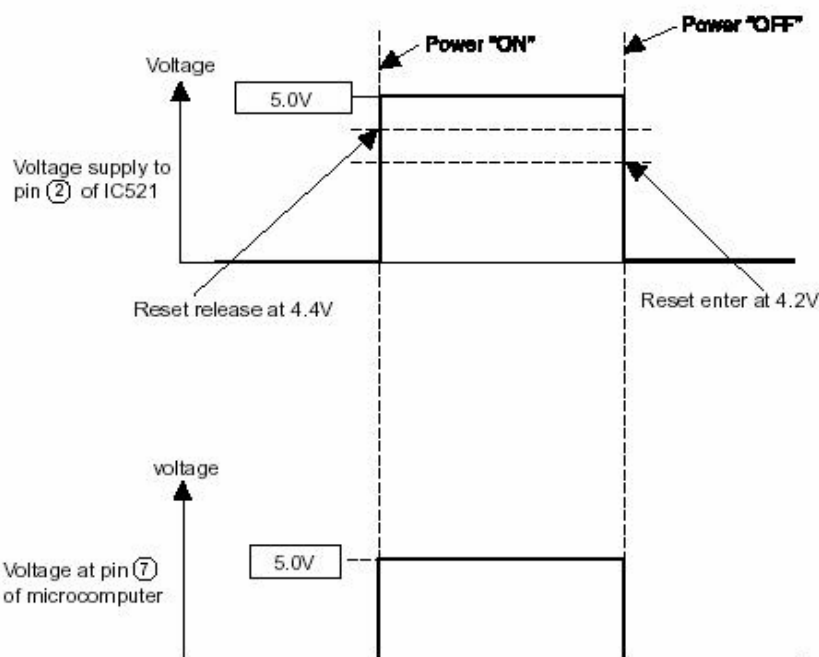 Power "ON"
Power "OFF"
Voltage
5.0V
Voltage supply to
pin 2 of IC521
Reset release at 4.4V
Reset enter at 4.2V
voltage
5.0V
Voltage at pin 7
of microcomputer